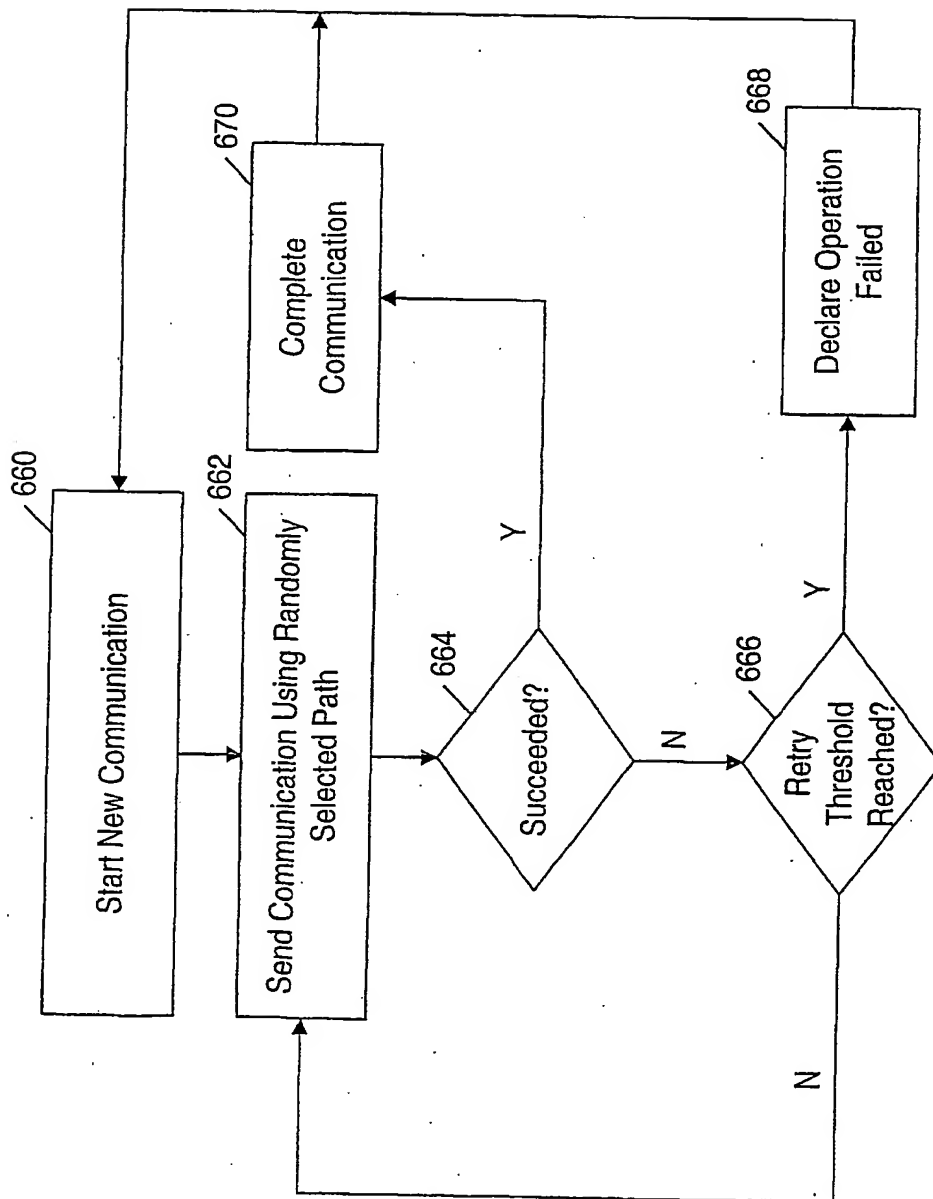 660
Start New Communication
662
Send Communication Using Randomly
Selected Path
664
Succeeded?
Y
N
670
Complete
Communication
666
Retry
Threshold
Reached?
Y
N
668
Declare Operation
Failed